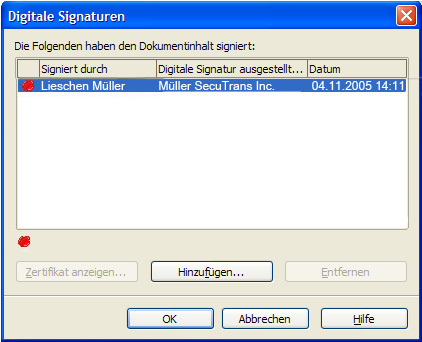 Digitale Signaturen
Die Folgenden haben den Dokumentinhalt signiert:
Signiert durch Digitale Signatur ausgestellt... Datum
Lieschen Müller Müller SecuTrans Inc. 04.11.2005 14:11
Zertifikat anzeigen... Hinzufügen... Entfernen
OK Abbrechen Hilfe